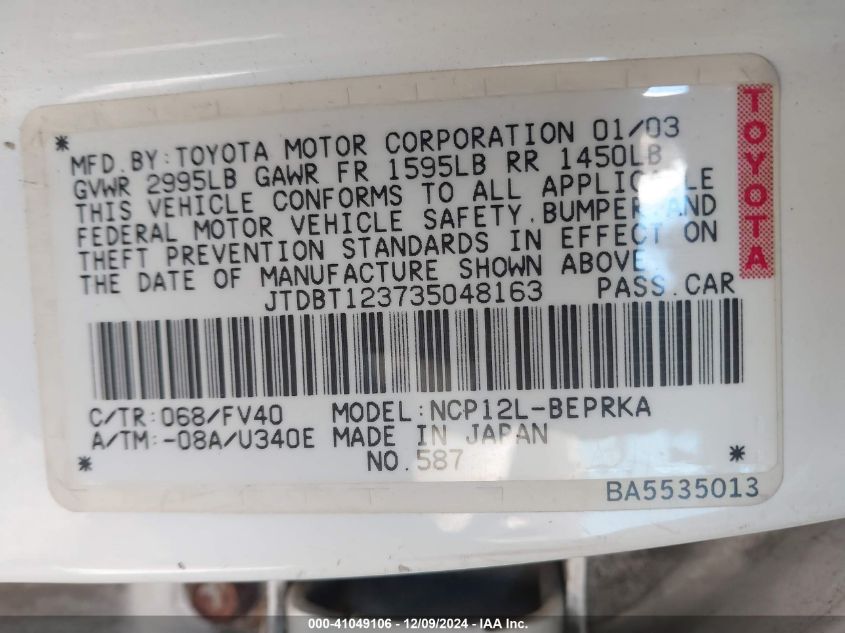 * MFD. BY: TOYOTA MOTOR CORPORATION 01/03
GVWR 2995LB GAWR FR 1595LB RR 1450LB
THIS VEHICLE CONFORMS TO ALL APPLICABLE
FEDERAL MOTOR VEHICLE SAFETY, BUMPER, AND
THEFT PREVENTION STANDARDS IN EFFECT ON
THE DATE OF MANUFACTURE SHOWN ABOVE.
JTDBT123735048163 PASS. CAR
C/TR: 068/FV40 MODEL: NCP12L-BEPRKA
A/TM: -08A/U340E MADE IN JAPAN
* NO. 587 *
BA5535013
TOYOTA
000-41049106 - 12/09/2024 - IAA Inc.